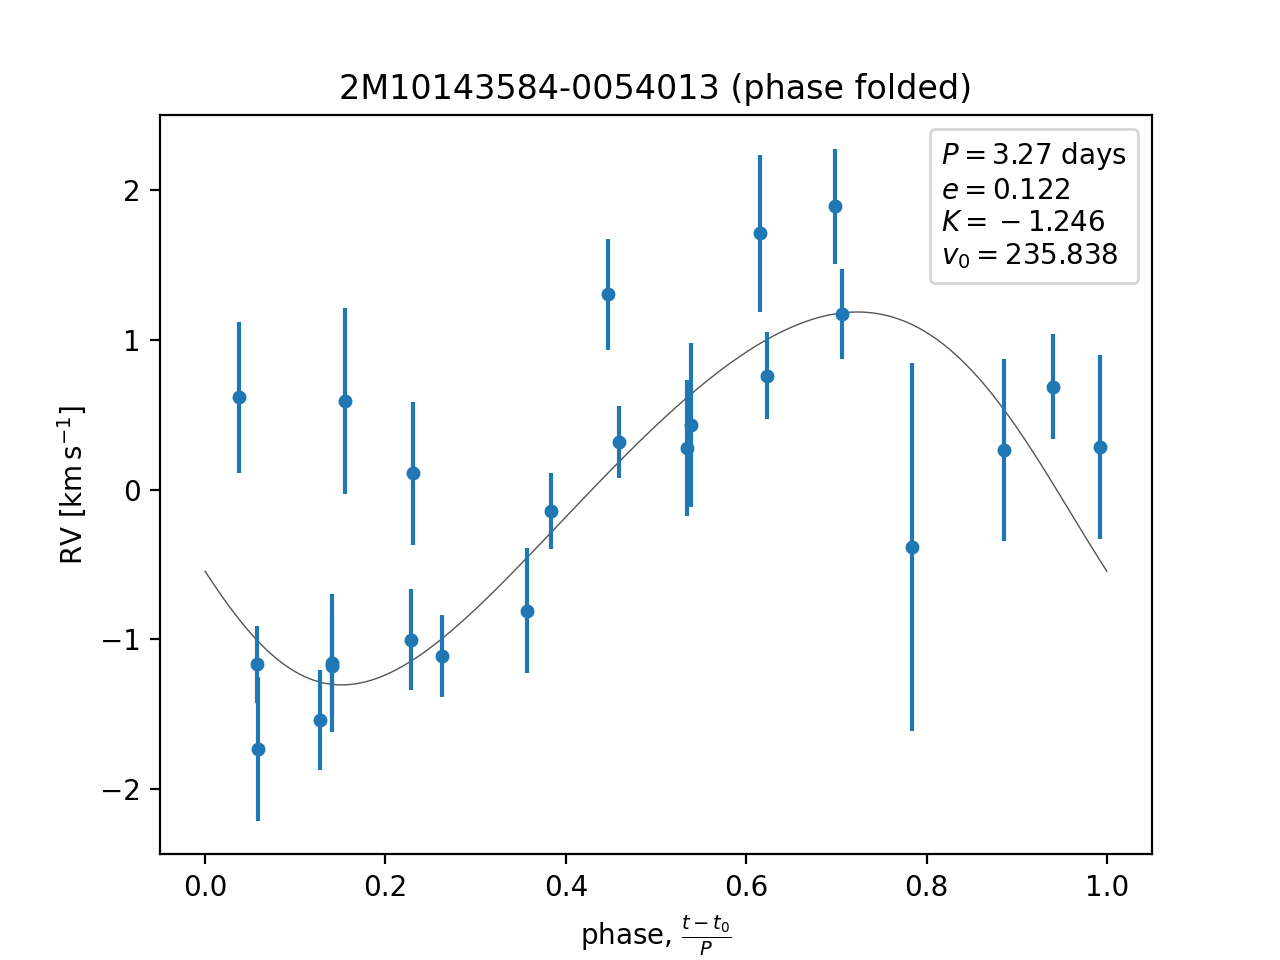 2M10143584-0054013 (phase folded)
P = 3.27 days
e = 0.122
K = −1.246
v₀ = 235.838
RV [km s⁻¹]
2
1
0
−1
−2
0.0 0.2 0.4 0.6 0.8 1.0
phase, (t − t₀)/P